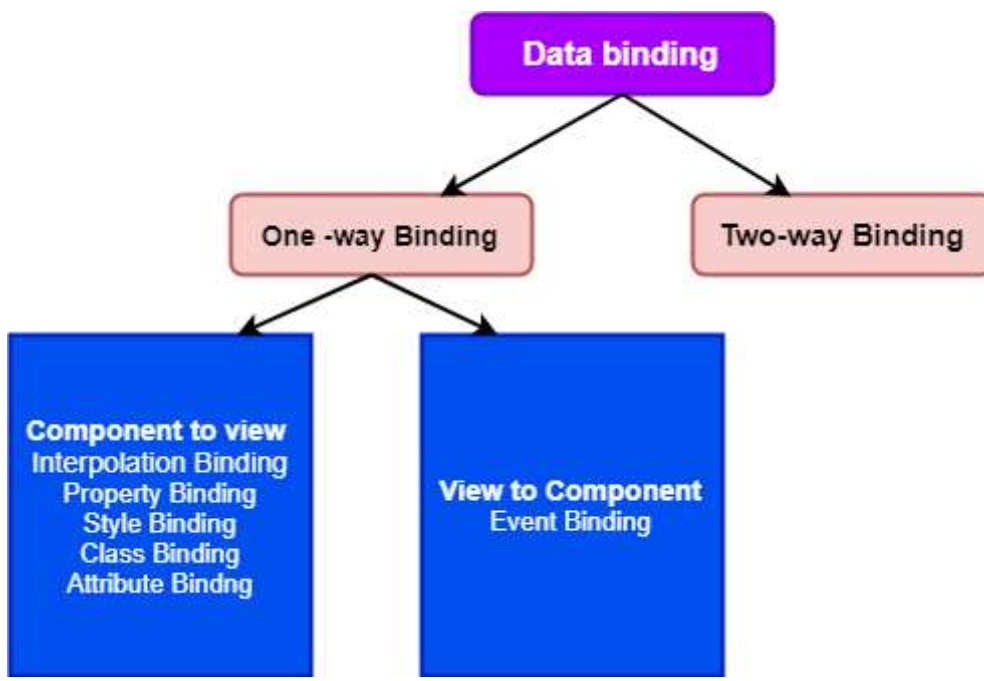 Data binding
One -way Binding
Two-way Binding
Component to view
Interpolation Binding
Property Binding
Style Binding
Class Binding
Attribute Bindng
View to Component
Event Binding